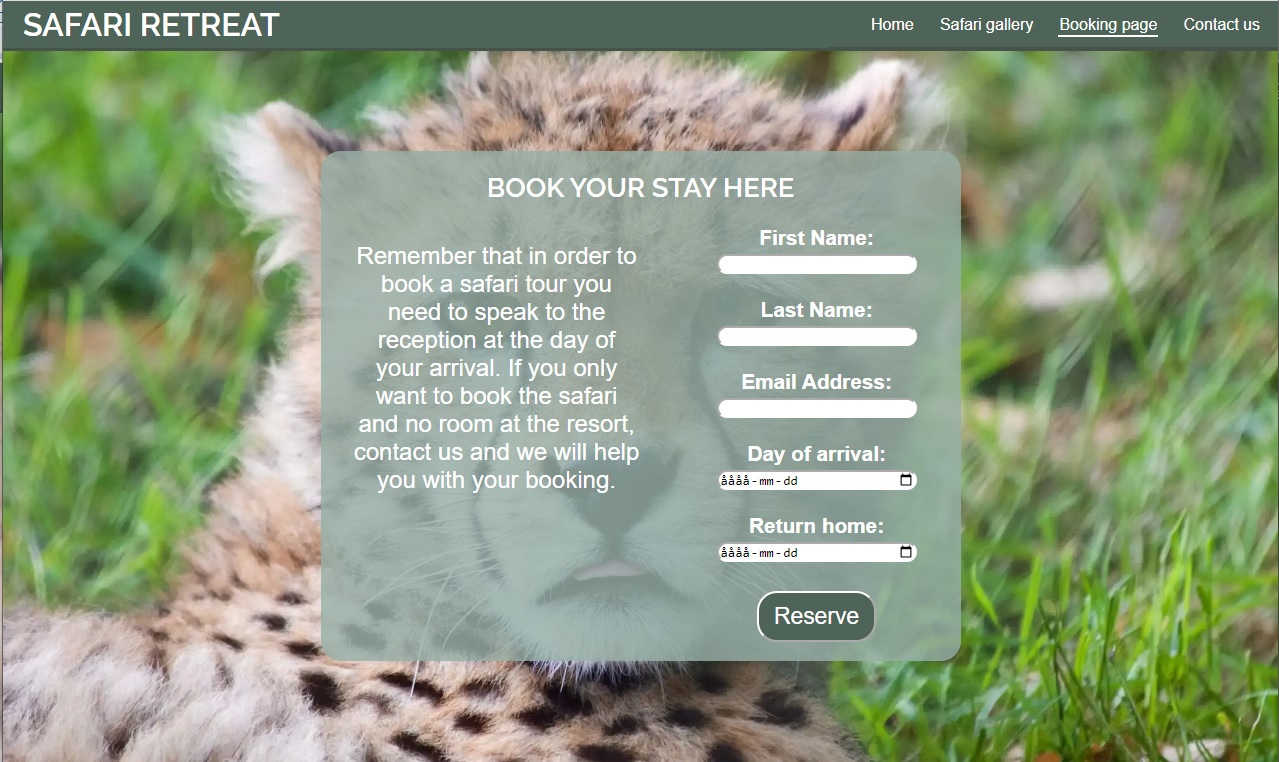 SAFARI RETREAT
Home Safari gallery Booking page Contact us
BOOK YOUR STAY HERE
Remember that in order to
book a safari tour you
need to speak to the
reception at the day of
your arrival. If you only
want to book the safari
and no room at the resort,
contact us and we will help
you with your booking.
First Name:
Last Name:
Email Address:
Day of arrival:
åååå-mm-dd
Return home:
åååå-mm-dd
Reserve